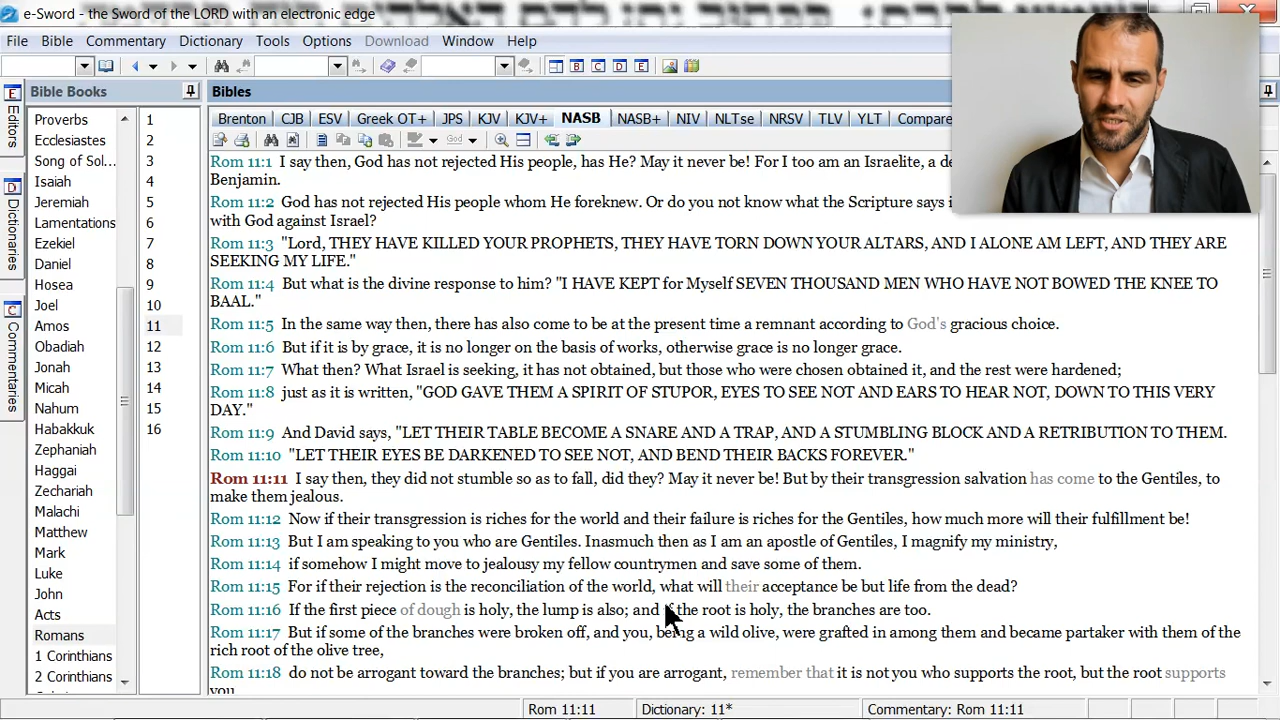 e-Sword - the Sword of the LORD with an electronic edge
File Bible Commentary Dictionary Tools Options Download Window Help
Bible Books
Bibles
Brenton CJB ESV Greek OT+ JPS KJV KJV+ NASB NASB+ NIV NLTse NRSV TLV YLT Compare
B C D E
God
E Editors
D Dictionaries
C Commentaries
Proverbs
Ecclesiastes
Song of Sol...
Isaiah
Jeremiah
Lamentations
Ezekiel
Daniel
Hosea
Joel
Amos
Obadiah
Jonah
Micah
Nahum
Habakkuk
Zephaniah
Haggai
Zechariah
Malachi
Matthew
Mark
Luke
John
Acts
Romans
1 Corinthians
2 Corinthians
1
2
3
4
5
6
7
8
9
10
11
12
13
14
15
16
Rom 11:1 I say then, God has not rejected His people, has He? May it never be! For I too am an Israelite, a
Benjamin.
Rom 11:2 God has not rejected His people whom He foreknew. Or do you not know what the Scripture says
with God against Israel?
Rom 11:3 "Lord, THEY HAVE KILLED YOUR PROPHETS, THEY HAVE TORN DOWN YOUR ALTARS, AND I ALONE AM LEFT, AND THEY ARE
SEEKING MY LIFE."
Rom 11:4 But what is the divine response to him? "I HAVE KEPT for Myself SEVEN THOUSAND MEN WHO HAVE NOT BOWED THE KNEE TO
BAAL."
Rom 11:5 In the same way then, there has also come to be at the present time a remnant according to God's gracious choice.
Rom 11:6 But if it is by grace, it is no longer on the basis of works, otherwise grace is no longer grace.
Rom 11:7 What then? What Israel is seeking, it has not obtained, but those who were chosen obtained it, and the rest were hardened;
Rom 11:8 just as it is written, "GOD GAVE THEM A SPIRIT OF STUPOR, EYES TO SEE NOT AND EARS TO HEAR NOT, DOWN TO THIS VERY
DAY."
Rom 11:9 And David says, "LET THEIR TABLE BECOME A SNARE AND A TRAP, AND A STUMBLING BLOCK AND A RETRIBUTION TO THEM.
Rom 11:10 "LET THEIR EYES BE DARKENED TO SEE NOT, AND BEND THEIR BACKS FOREVER."
Rom 11:11 I say then, they did not stumble so as to fall, did they? May it never be! But by their transgression salvation has come to the Gentiles, to
make them jealous.
Rom 11:12 Now if their transgression is riches for the world and their failure is riches for the Gentiles, how much more will their fulfillment be!
Rom 11:13 But I am speaking to you who are Gentiles. Inasmuch then as I am an apostle of Gentiles, I magnify my ministry,
Rom 11:14 if somehow I might move to jealousy my fellow countrymen and save some of them.
Rom 11:15 For if their rejection is the reconciliation of the world, what will their acceptance be but life from the dead?
Rom 11:16 If the first piece of dough is holy, the lump is also; and if the root is holy, the branches are too.
Rom 11:17 But if some of the branches were broken off, and you, being a wild olive, were grafted in among them and became partaker with them of the
rich root of the olive tree,
Rom 11:18 do not be arrogant toward the branches; but if you are arrogant, remember that it is not you who supports the root, but the root supports
you
Rom 11:11 Dictionary: 11* Commentary: Rom 11:11